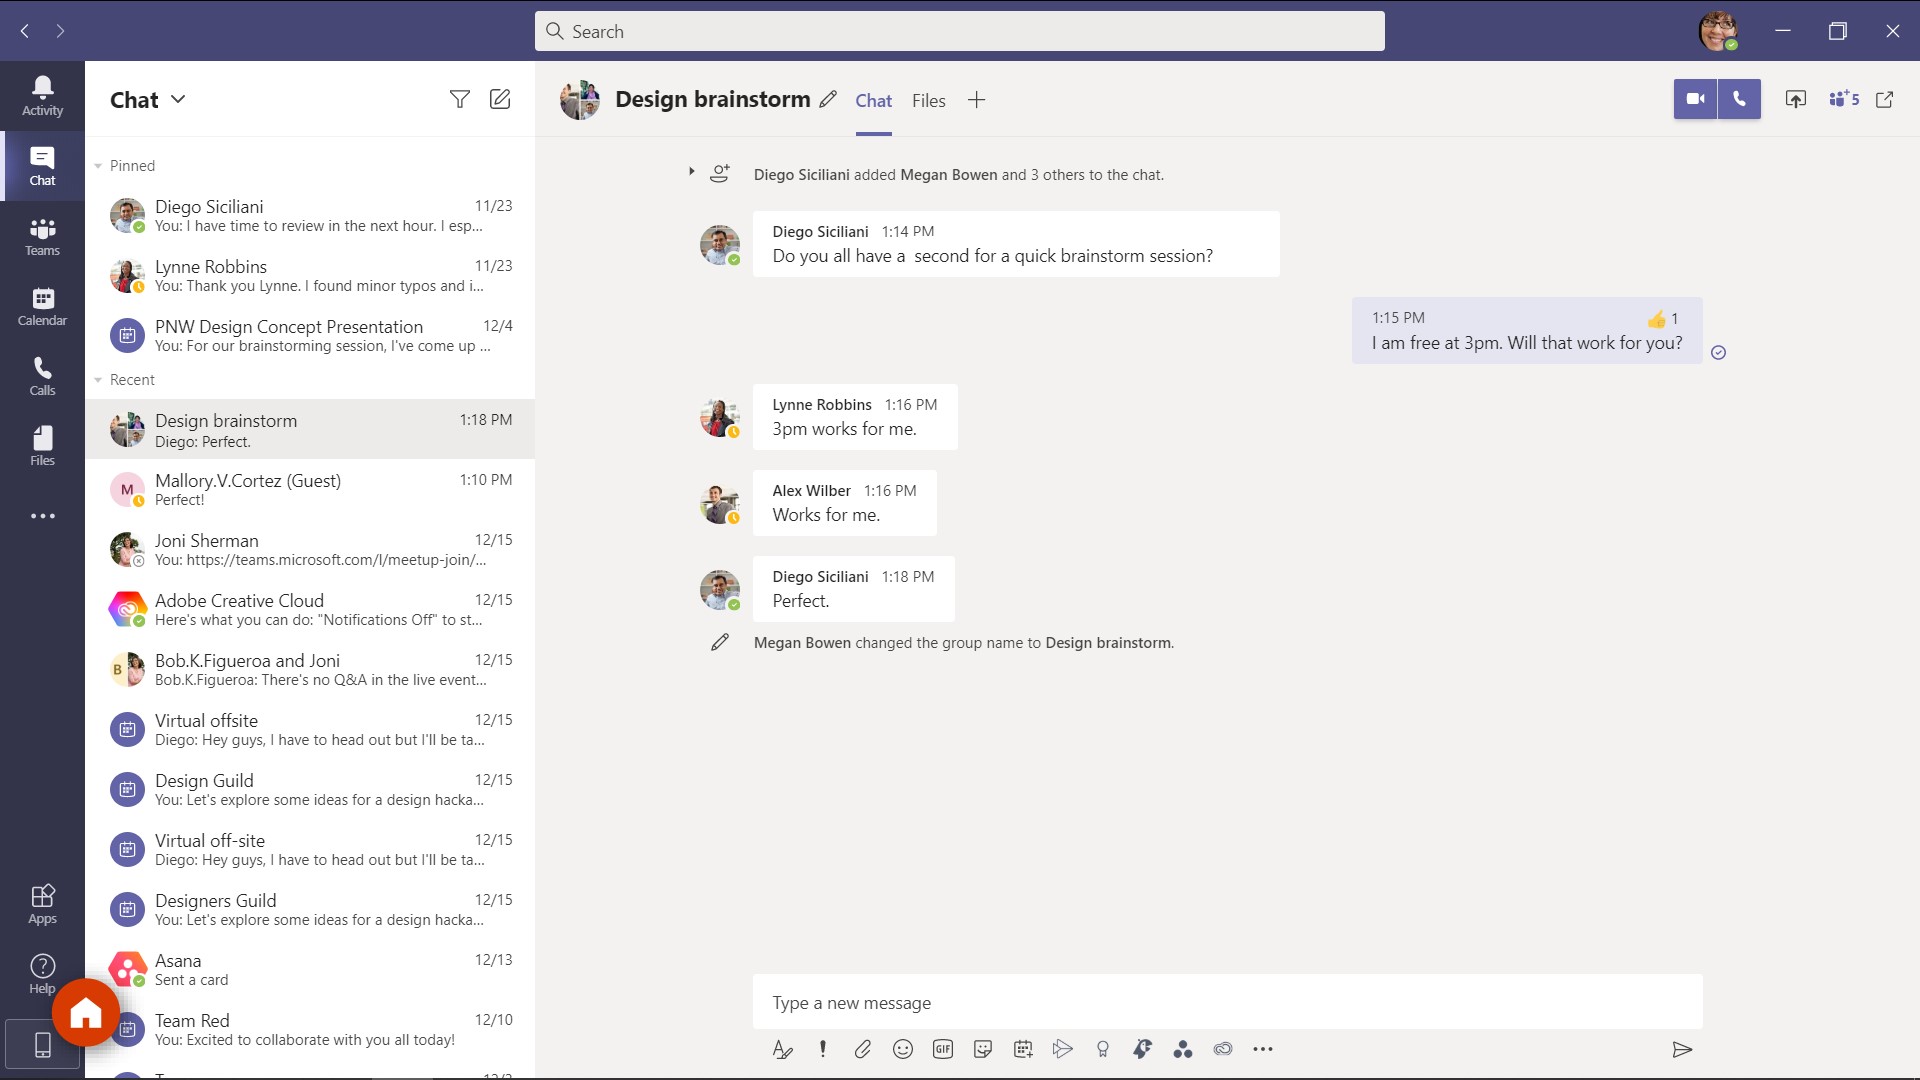 Search
Activity
Chat
Teams
Calendar
Calls
Files
Apps
Help
Chat
Pinned
Diego Siciliani 11/23
You: I have time to review in the next hour. I esp...
Lynne Robbins 11/23
You: Thank you Lynne. I found minor typos and i...
PNW Design Concept Presentation 12/4
You: For our brainstorming session, I've come up ...
Recent
Design brainstorm 1:18 PM
Diego: Perfect.
M
Mallory.V.Cortez (Guest) 1:10 PM
Perfect!
Joni Sherman 12/15
You: https://teams.microsoft.com/l/meetup-join/...
Adobe Creative Cloud 12/15
Here's what you can do: "Notifications Off" to st...
B
Bob.K.Figueroa and Joni 12/15
Bob.K.Figueroa: There's no Q&A in the live event...
Virtual offsite 12/15
Diego: Hey guys, I have to head out but I'll be ta...
Design Guild 12/15
You: Let's explore some ideas for a design hacka...
Virtual off-site 12/15
Diego: Hey guys, I have to head out but I'll be ta...
Designers Guild 12/15
You: Let's explore some ideas for a design hacka...
Asana 12/13
Sent a card
Team Red 12/10
You: Excited to collaborate with you all today!
Design brainstorm Chat Files 5
Diego Siciliani added Megan Bowen and 3 others to the chat.
Diego Siciliani 1:14 PM
Do you all have a second for a quick brainstorm session?
1:15 PM 1
I am free at 3pm. Will that work for you?
Lynne Robbins 1:16 PM
3pm works for me.
Alex Wilber 1:16 PM
Works for me.
Diego Siciliani 1:18 PM
Perfect.
Megan Bowen changed the group name to Design brainstorm.
Type a new message
GIF